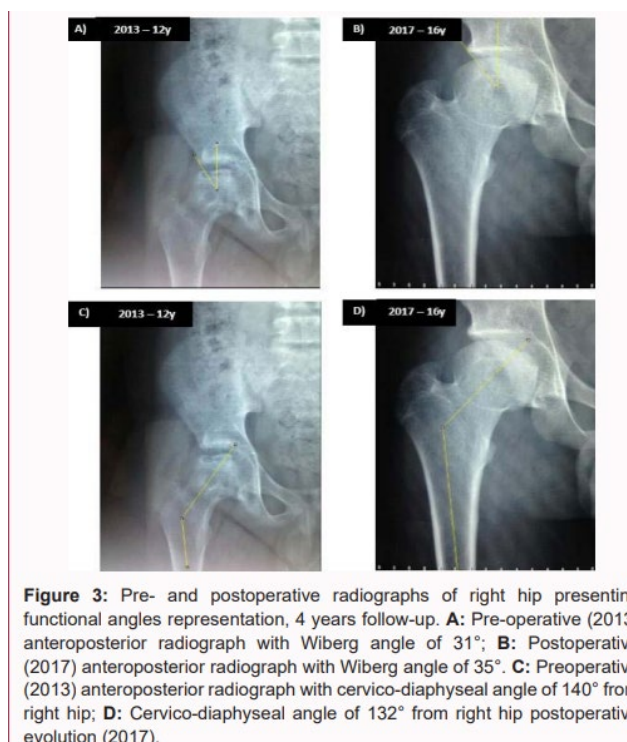 A) 2013 – 12y
B) 2017 – 16y
C) 2013 – 12y
D) 2017 – 16y
Figure 3: Pre- and postoperative radiographs of right hip presentin
functional angles representation, 4 years follow-up. A: Pre-operative (2013
anteroposterior radiograph with Wiberg angle of 31°; B: Postoperativ
(2017) anteroposterior radiograph with Wiberg angle of 35°. C: Preoperativ
(2013) anteroposterior radiograph with cervico-diaphyseal angle of 140° from
right hip; D: Cervico-diaphyseal angle of 132° from right hip postoperativ
evolution (2017).